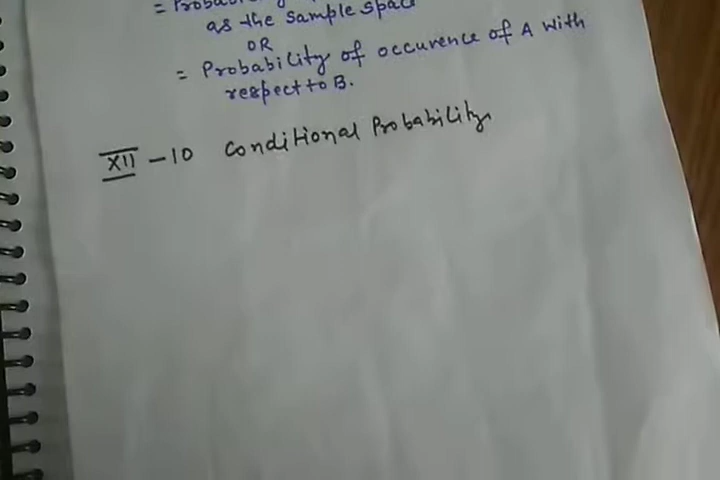 =
as the Sample space
OR
= Probability of occurence of A with
respect to B.
XII - 10 Conditional Probability